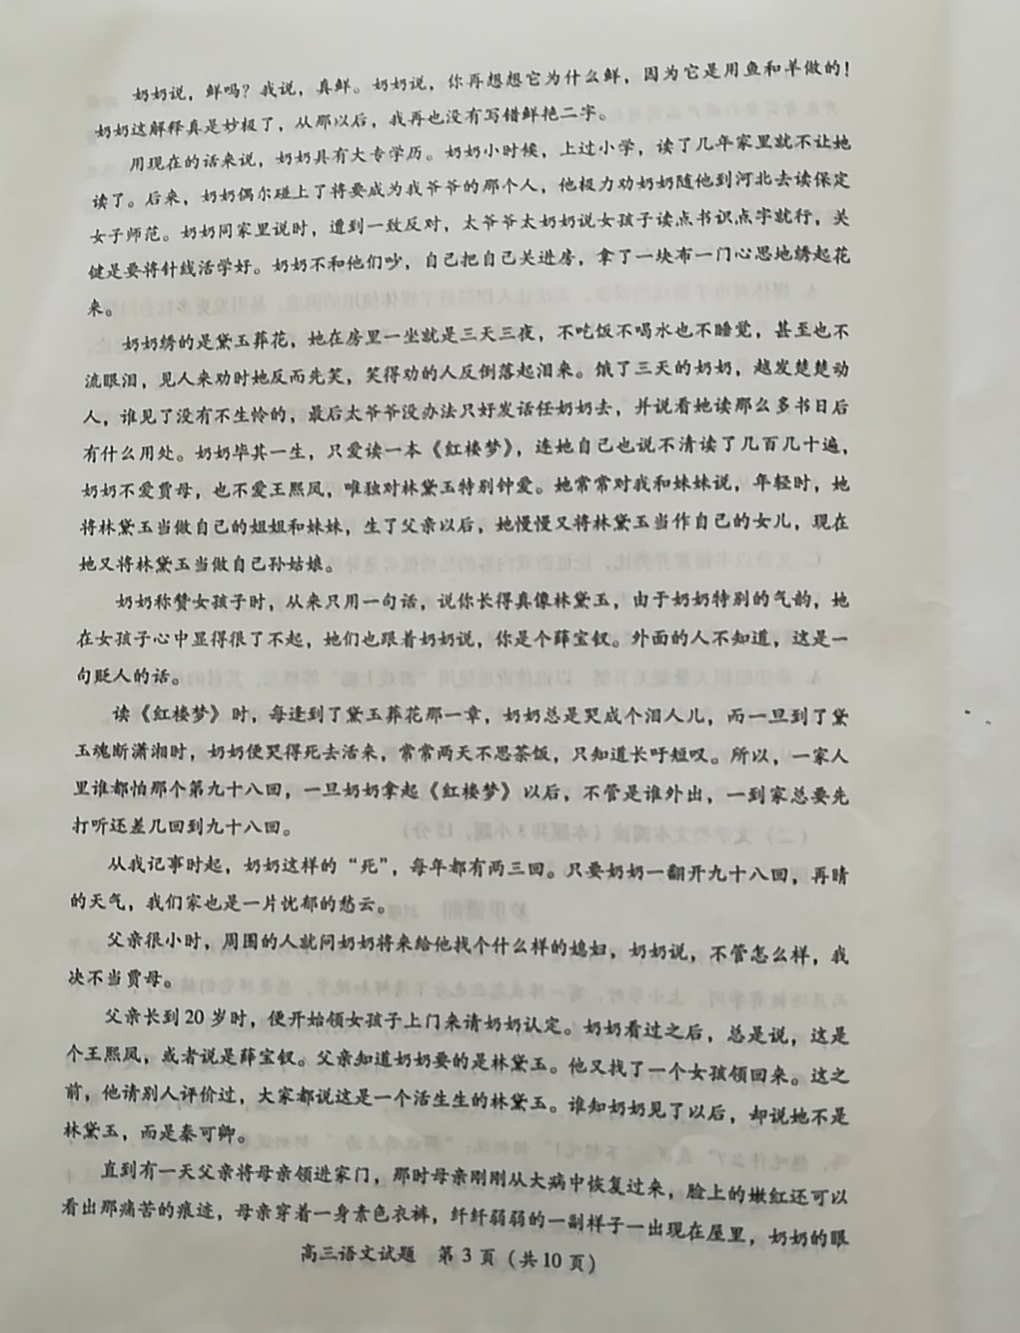 奶奶说，鲜吗？我说，真鲜。奶奶说，你再想想它为什么鲜，因为它是用鱼和羊做的！
奶奶这解释真是妙极了，从那以后，我再也没有写错鲜艳二字。
用现在的话来说，奶奶具有大专学历。奶奶小时候，上过小学，读了几年家里就不让她
读了。后来，奶奶偶尔碰上了将要成为我爷爷的那个人，他极力劝奶奶随他到河北去读保定
女子师范。奶奶同家里说时，遭到一致反对，太爷爷太奶奶说女孩子读点书识点字就行，关
健是要将针线活学好。奶奶不和他们吵，自己把自己关进房，拿了一块布一门心思地绣起花
来。
奶奶绣的是黛玉葬花，她在房里一坐就是三天三夜，不吃饭不喝水也不睡觉，甚至也不
流眼泪，见人来劝时她反而先笑，笑得劝的人反倒落起泪来。饿了三天的奶奶，越发楚楚动
人，谁见了没有不生怜的，最后太爷爷没办法只好发话任奶奶去，并说看她读那么多书日后
有什么用处。奶奶毕其一生，只爱读一本《红楼梦》，连她自己也说不清读了几百几十遍，
奶奶不爱贾母，也不爱王熙凤，唯独对林黛玉特别钟爱。她常常对我和妹妹说，年轻时，她
将林黛玉当做自己的姐姐和妹妹，生了父亲以后，她慢慢又将林黛玉当作自己的女儿，现在
她又将林黛玉当做自己孙姑娘。
奶奶称赞女孩子时，从来只用一句话，说你长得真像林黛玉，由于奶奶特别的气韵，她
在女孩子心中显得很了不起，她们也跟着奶奶说，你是个薛宝钗。外面的人不知道，这是一
句贬人的话。
读《红楼梦》时，每逢到了黛玉葬花那一章，奶奶总是哭成个泪人儿，而一旦到了黛
玉魂断潇湘时，奶奶便哭得死去活来，常常两天不思茶饭，只知道长吁短叹。所以，一家人
里谁都怕那个第九十八回，一旦奶奶拿起《红楼梦》以后，不管是谁外出，一到家总要先
打听还差几回到九十八回。
从我记事时起，奶奶这样的“死”，每年都有两三回。只要奶奶一翻开九十八回，再晴
的天气，我们家也是一片忧郁的愁云。
父亲很小时，周围的人就问奶奶将来给他找个什么样的媳妇，奶奶说，不管怎么样，我
决不当贾母。
父亲长到20岁时，便开始领女孩子上门来请奶奶认定。奶奶看过之后，总是说，这是
个王熙凤，或者说是薛宝钗。父亲知道奶奶要的是林黛玉。他又找了一个女孩领回来。这之
前，他请别人评价过，大家都说这是一个活生生的林黛玉。谁知奶奶见了以后，却说她不是
林黛玉，而是秦可卿。
直到有一天父亲将母亲领进家门，那时母亲刚刚从大病中恢复过来，脸上的嫩红还可以
看出那痛苦的痕迹，母亲穿着一身素色衣裤，纤纤弱弱的一副样子一出现在屋里，奶奶的眼
高三语文试题 第3页（共10页）